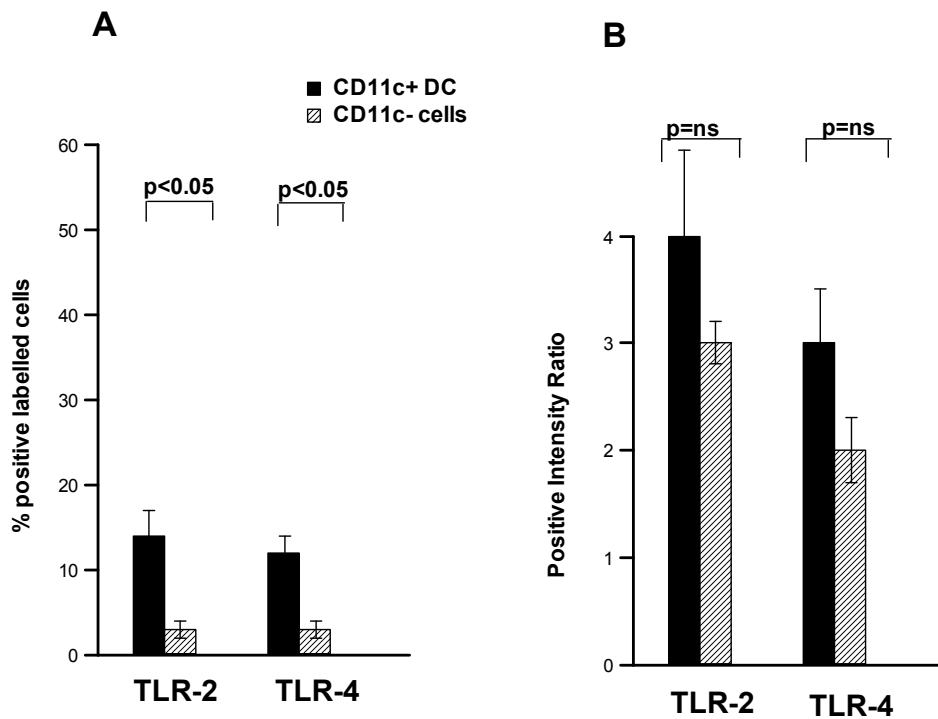 A
CD11c+ DC
CD11c- cells
% positive labelled cells
60
50
40
30
20
10
0
p<0.05
p<0.05
TLR-2
TLR-4
B
p=ns
p=ns
Positive Intensity Ratio
4
3
2
1
0
TLR-2
TLR-4